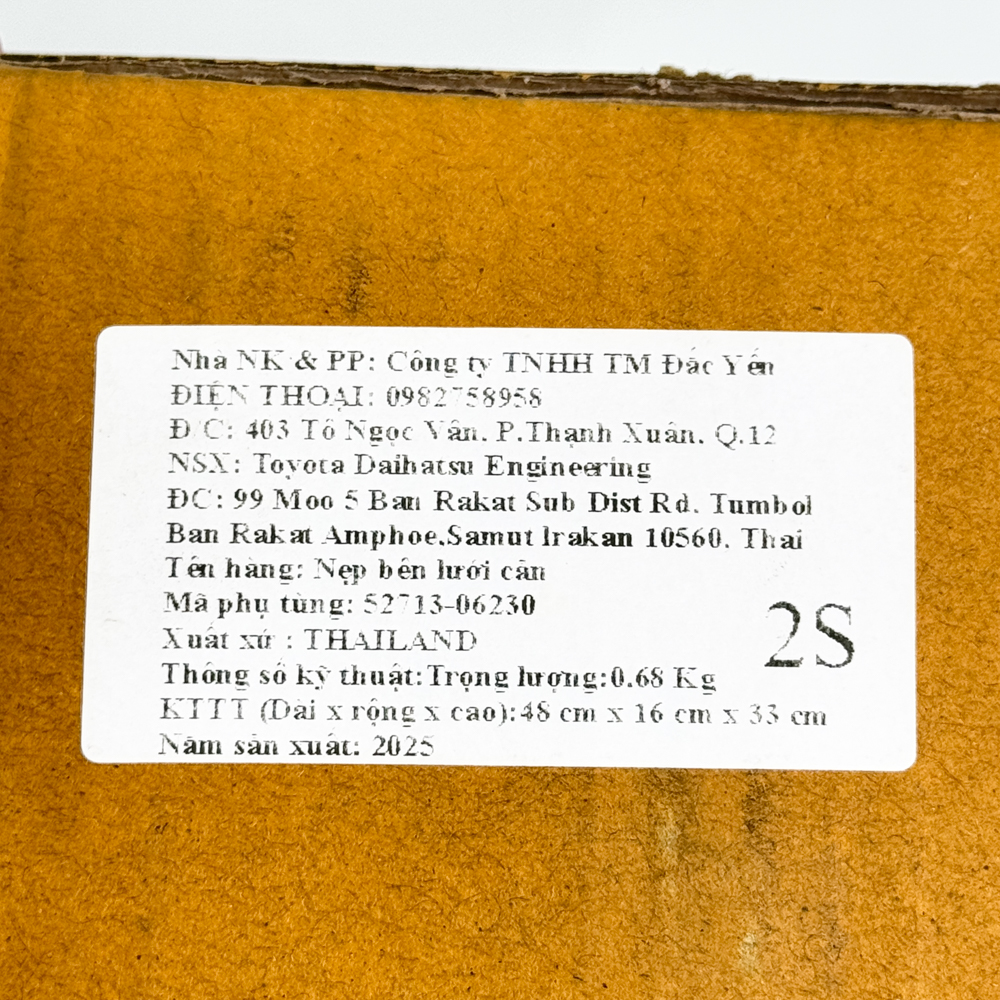 Nhà NK & PP: Công ty TNHH TM Đắc Yến
ĐIỆN THOẠI: 0982758958
Đ/C: 403 Tô Ngọc Vân. P.Thạnh Xuân. Q.12
NSX: Toyota Daihatsu Engineering
ĐC: 99 Moo 5 Ban Rakat Sub Dist Rd. Tumbol
Ban Rakat Amphoe.Samut Irakan 10560. Thai
Tên hàng: Nẹp bên lưới cản
Mã phụ tùng: 52713-06230
Xuất xứ : THAILAND
2S
Thông số kỹ thuật:Trọng lượng:0.68 Kg
KTTT (Dài x rộng x cao):48 cm x 16 cm x 33 cm
Năm sản xuất: 2025